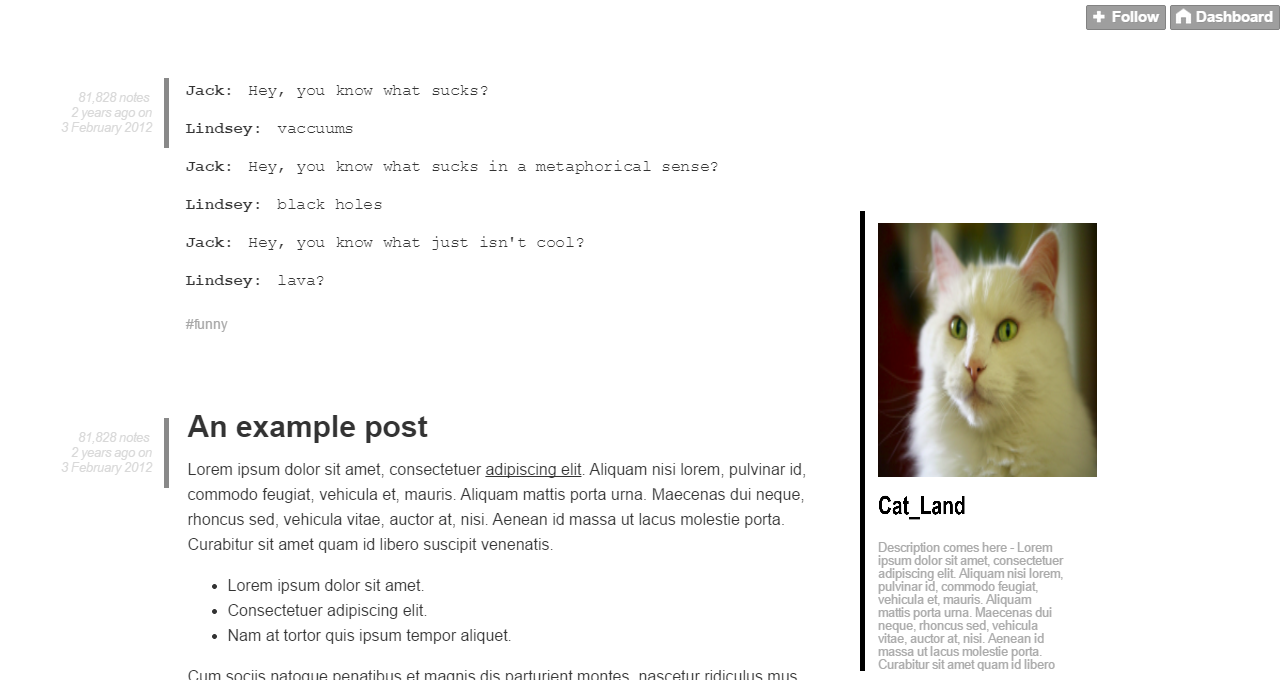 Follow Dashboard
81,828 notes
2 years ago on
3 February 2012
Jack: Hey, you know what sucks?
Lindsey: vaccuums
Jack: Hey, you know what sucks in a metaphorical sense?
Lindsey: black holes
Jack: Hey, you know what just isn't cool?
Lindsey: lava?
#funny
81,828 notes
2 years ago on
3 February 2012
An example post
Lorem ipsum dolor sit amet, consectetuer adipiscing elit. Aliquam nisi lorem, pulvinar id,
commodo feugiat, vehicula et, mauris. Aliquam mattis porta urna. Maecenas dui neque,
rhoncus sed, vehicula vitae, auctor at, nisi. Aenean id massa ut lacus molestie porta.
Curabitur sit amet quam id libero suscipit venenatis.
• Lorem ipsum dolor sit amet.
• Consectetuer adipiscing elit.
• Nam at tortor quis ipsum tempor aliquet.
Cum sociis natoque penatibus et magnis dis parturient montes, nascetur ridiculus mus.
Cat_Land
Description comes here - Lorem
ipsum dolor sit amet, consectetuer
adipiscing elit. Aliquam nisi lorem,
pulvinar id, commodo feugiat,
vehicula et, mauris. Aliquam
mattis porta urna. Maecenas dui
neque, rhoncus sed, vehicula
vitae, auctor at, nisi. Aenean id
massa ut lacus molestie porta.
Curabitur sit amet quam id libero